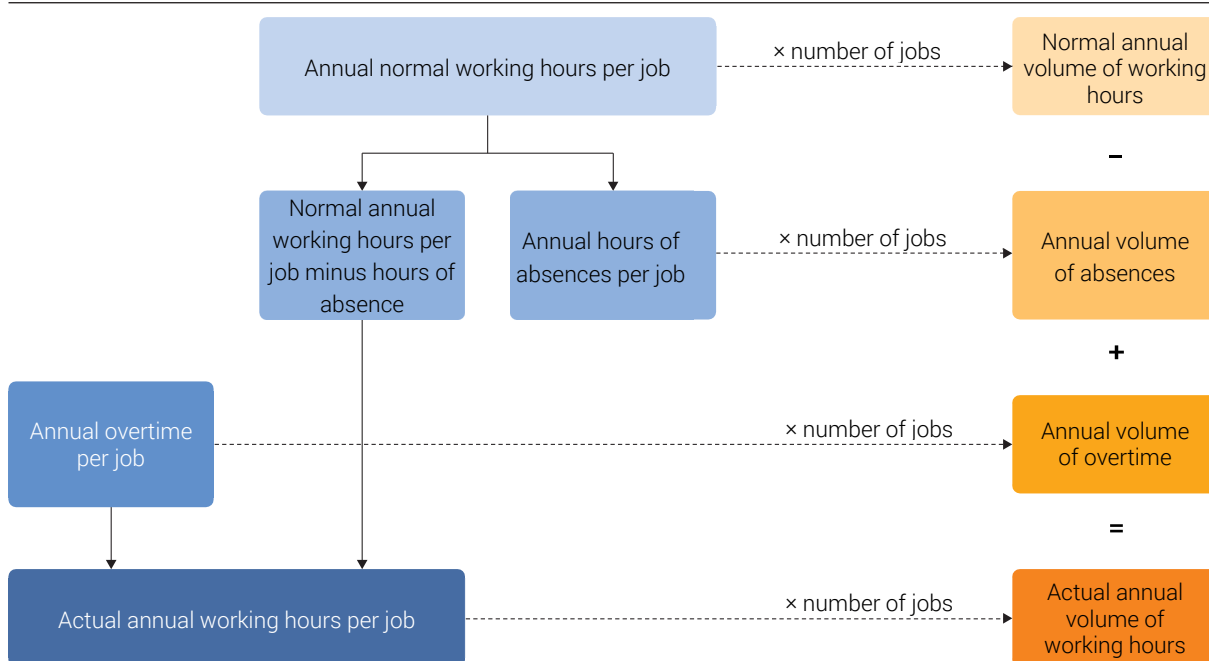 Annual normal working hours per job
× number of jobs
Normal annual
volume of working
hours
–
Normal annual
working hours per
job minus hours of
absence
Annual hours of
absences per job
× number of jobs
Annual volume
of absences
+
Annual overtime
per job
× number of jobs
Annual volume
of overtime
=
Actual annual working hours per job
× number of jobs
Actual annual
volume of
working hours